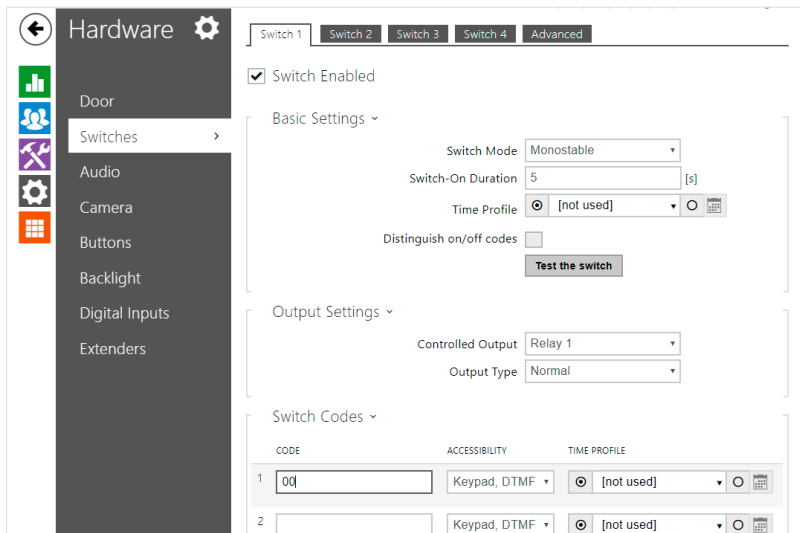 Hardware
Switch 1 Switch 2 Switch 3 Switch 4 Advanced
Switch Enabled
Door
Switches
Audio
Camera
Buttons
Backlight
Digital Inputs
Extenders
Basic Settings
Switch Mode Monostable
Switch-On Duration 5 [s]
Time Profile [not used]
Distinguish on/off codes
Test the switch
Output Settings
Controlled Output Relay 1
Output Type Normal
Switch Codes
CODE ACCESSIBILITY TIME PROFILE
1 00 Keypad, DTMF [not used]
2 Keypad, DTMF [not used]